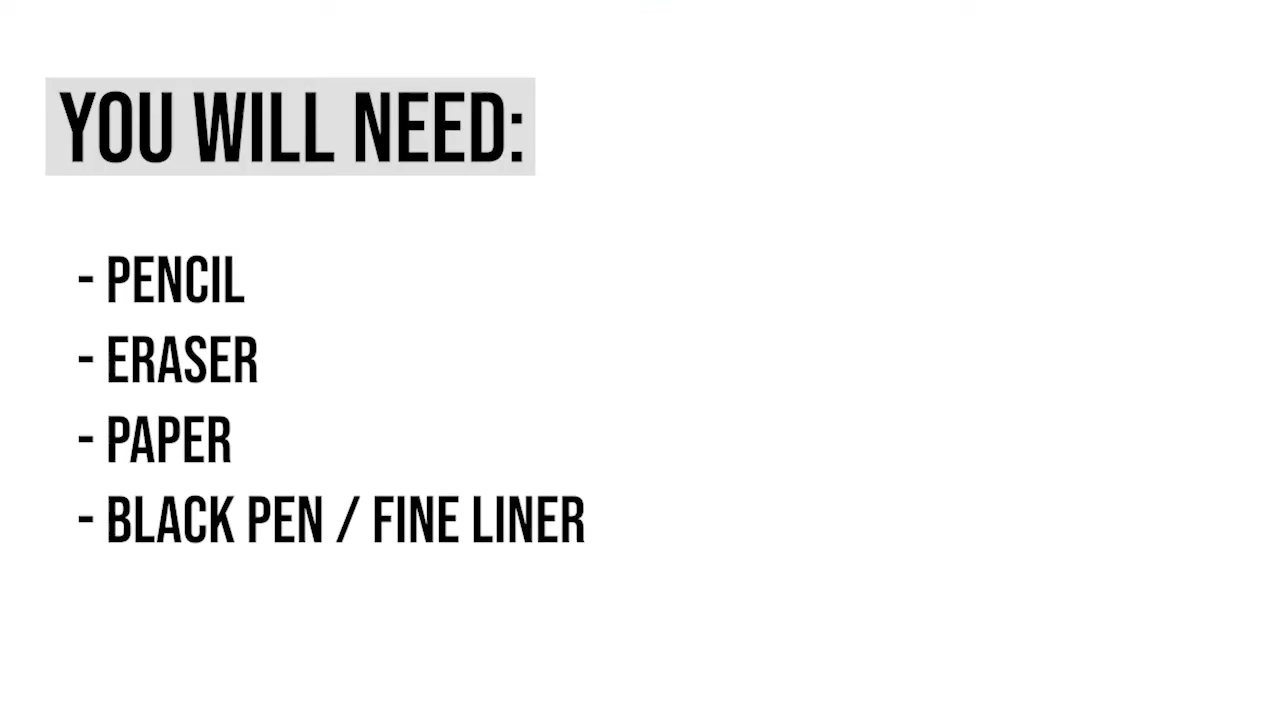 YOU WILL NEED:
- PENCIL
- ERASER
- PAPER
- BLACK PEN / FINE LINER